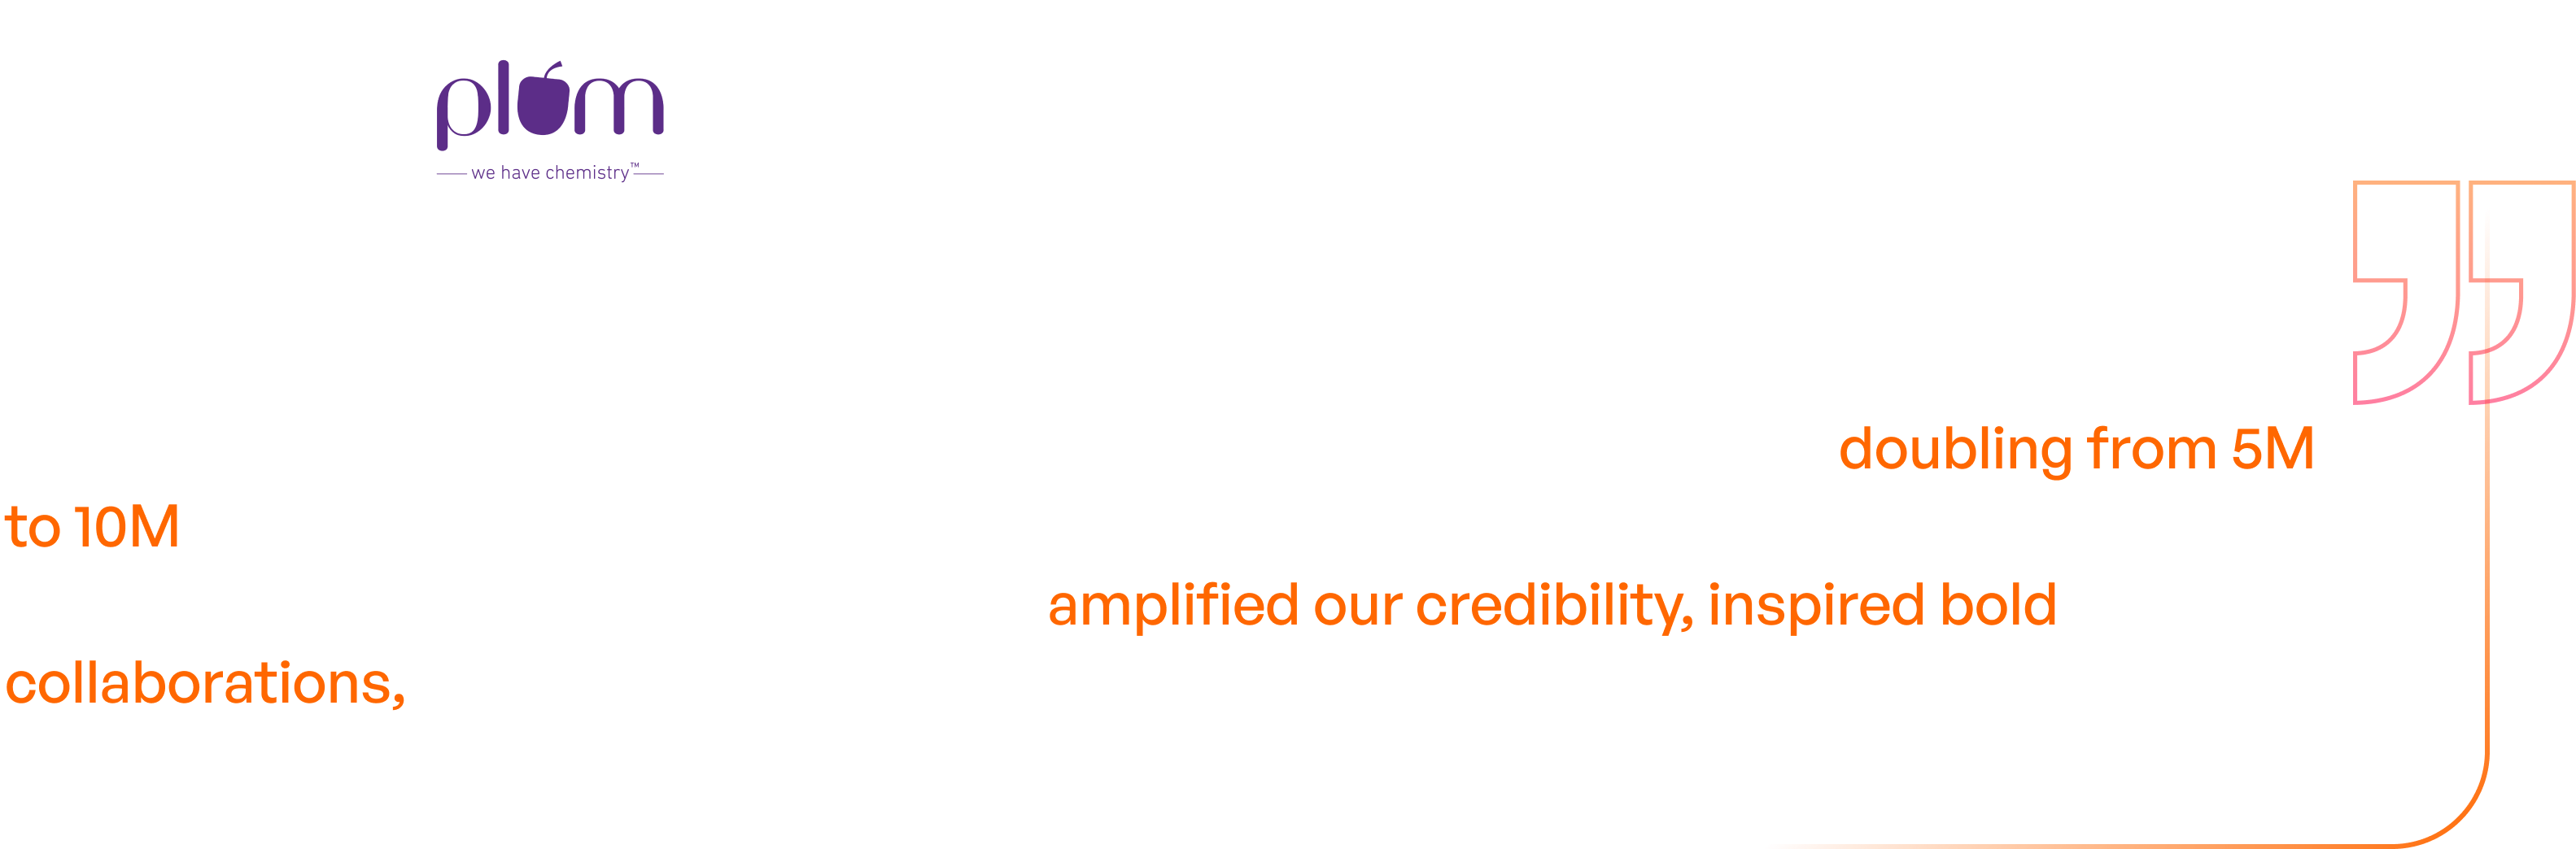 plum
we have chemistry™
doubling from 5M
to 10M
amplified our credibility, inspired bold
collaborations,